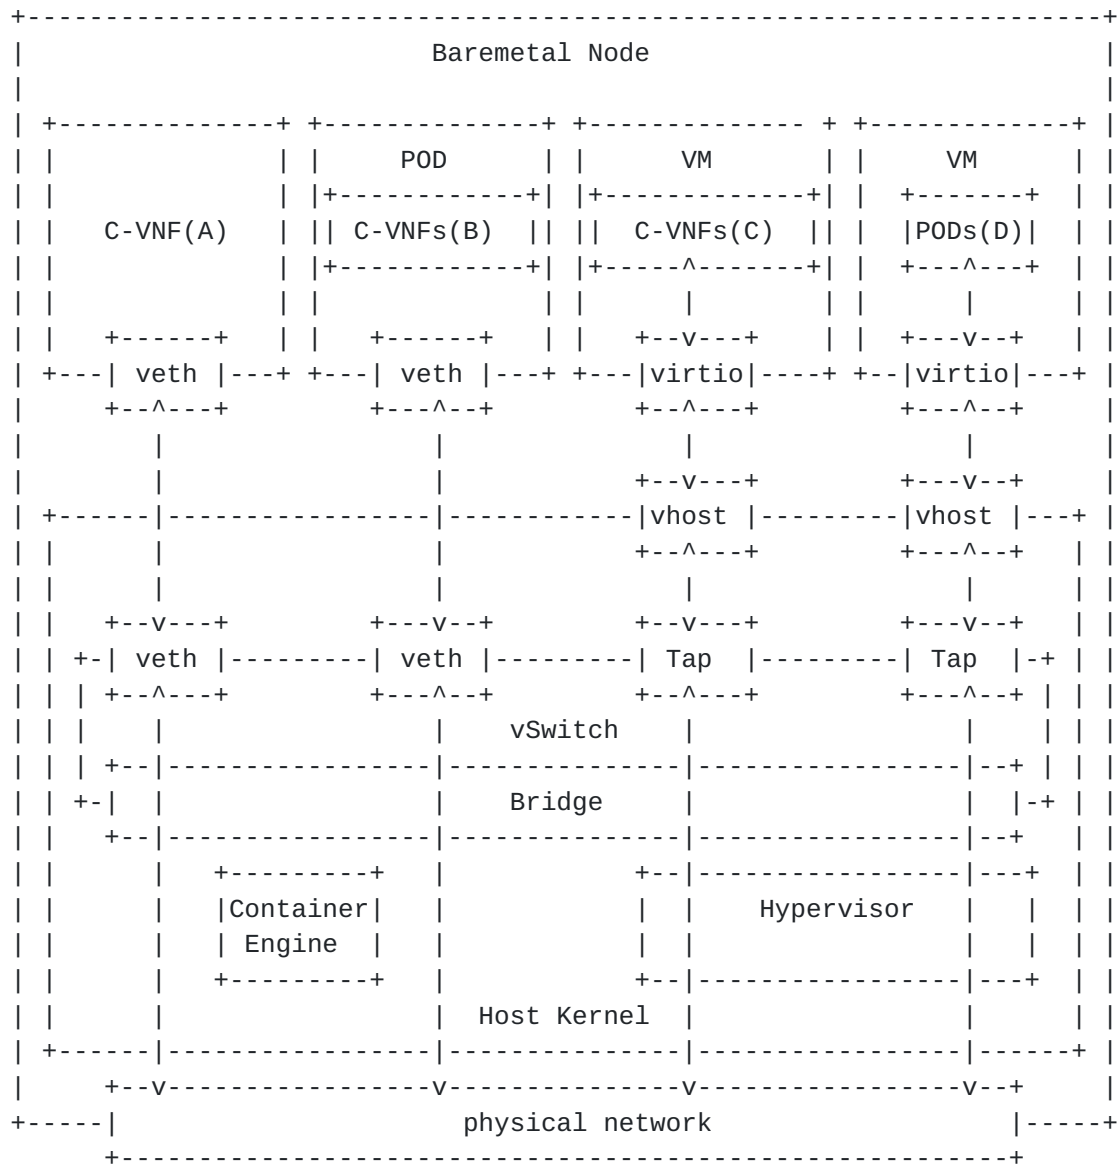 Baremetal Node
POD VM VM
C-VNF(A) C-VNFs(B) C-VNFs(C) PODs(D)
veth veth virtio virtio
vhost vhost
veth veth Tap Tap
vSwitch
Bridge
Container
Hypervisor
Engine
Host Kernel
physical network